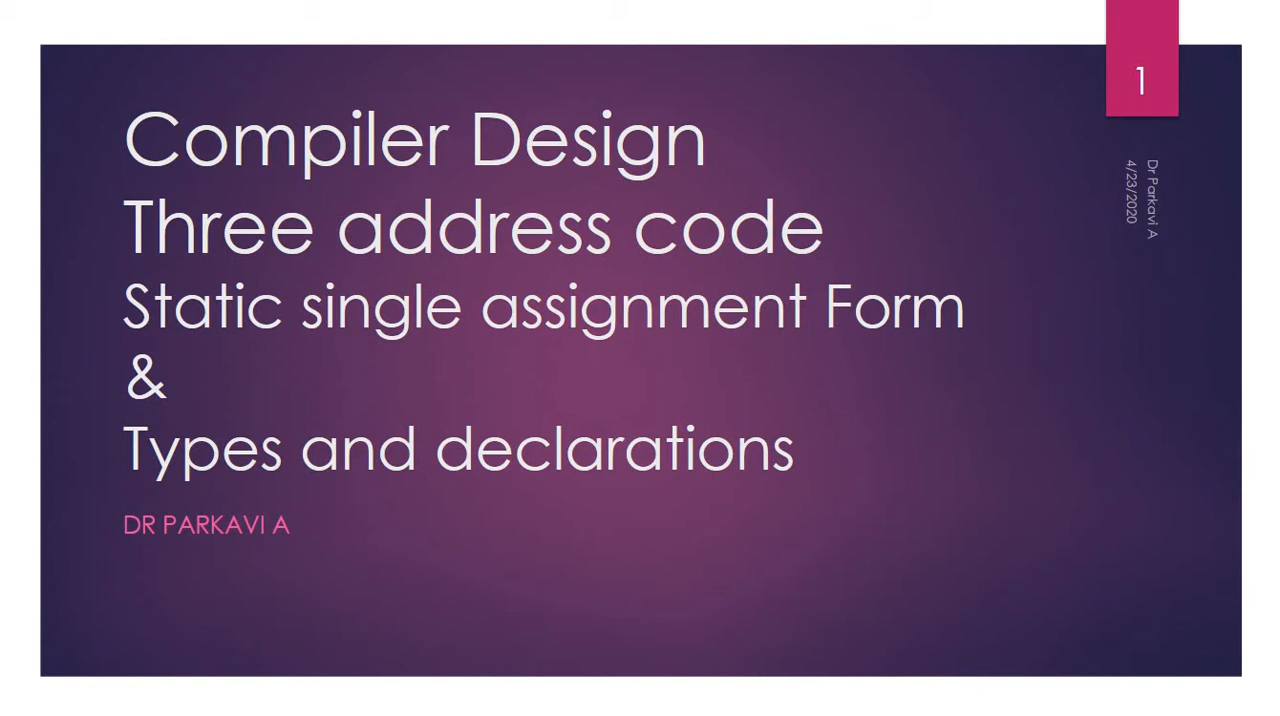 1
Compiler Design
Three address code
Static single assignment Form
&
Types and declarations
DR PARKAVI A
Dr Parkavi A
4/23/2020